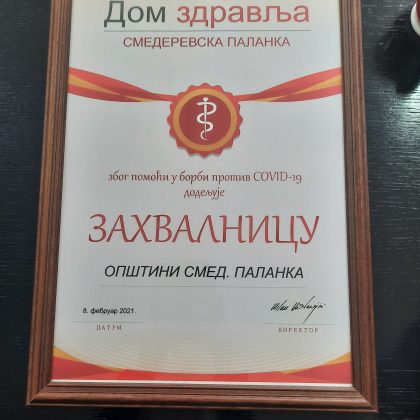 Дом здравља
СМЕДЕРЕВСКА ПАЛАНКА
због помоћи у борби против COVID-19
додељује
ЗАХВАЛНИЦУ
ОПШТИНИ СМЕД. ПАЛАНКА
8. фебруар 2021.
ДАТУМ
ДИРЕКТОР